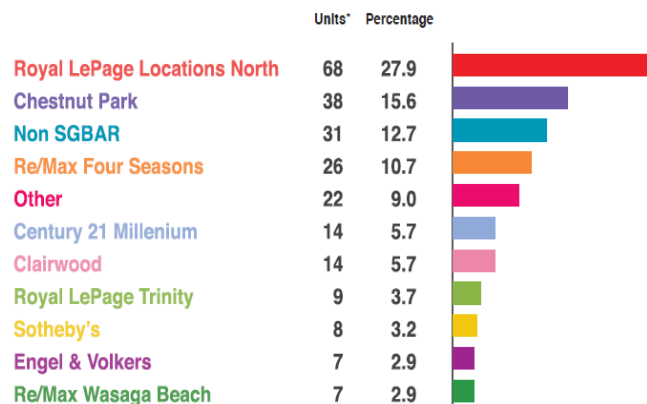 Units* Percentage
Royal LePage Locations North 68 27.9
Chestnut Park 38 15.6
Non SGBAR 31 12.7
Re/Max Four Seasons 26 10.7
Other 22 9.0
Century 21 Millenium 14 5.7
Clairwood 14 5.7
Royal LePage Trinity 9 3.7
Sotheby's 8 3.2
Engel & Volkers 7 2.9
Re/Max Wasaga Beach 7 2.9